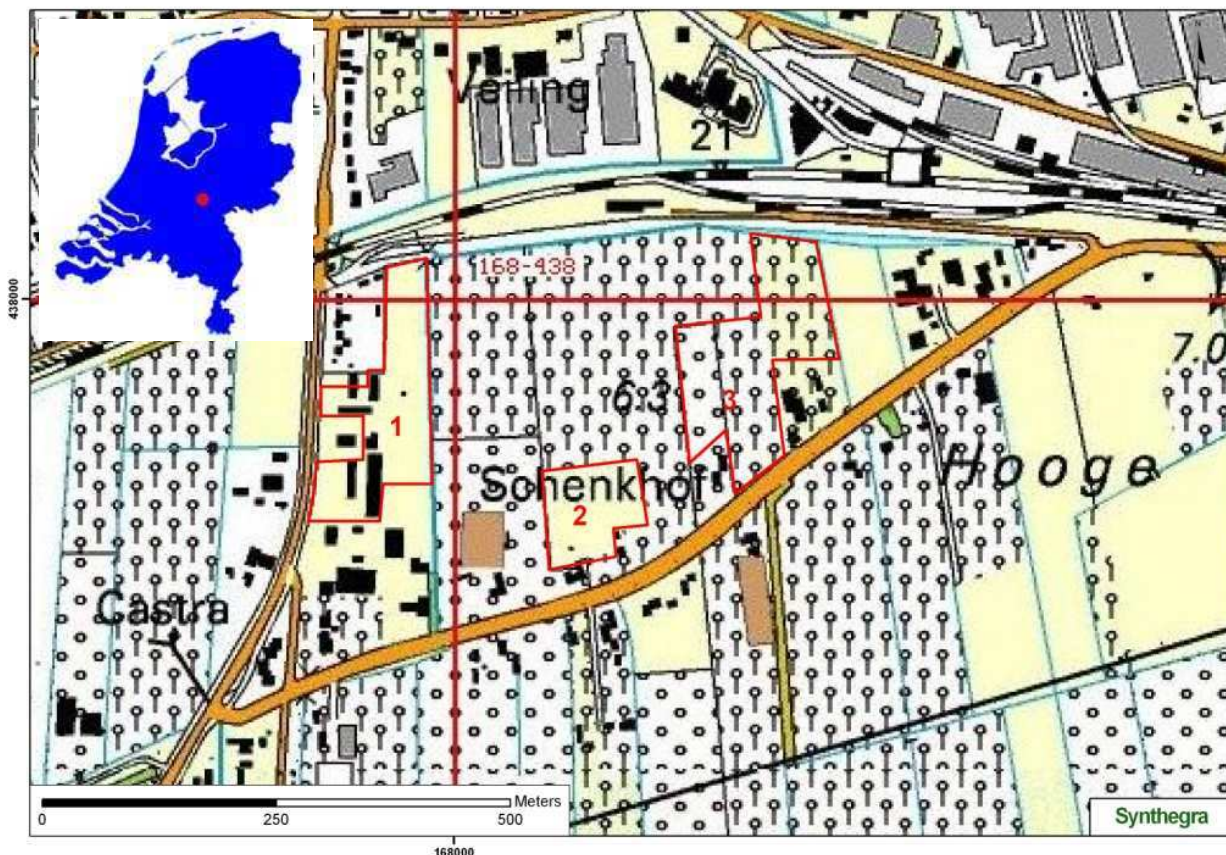 Veiling
21
168-438
438000
7.0
6.3
3
1
Schenkhof
Hooge
2
Castra
Meters
0 250 500
Synthegra
168000